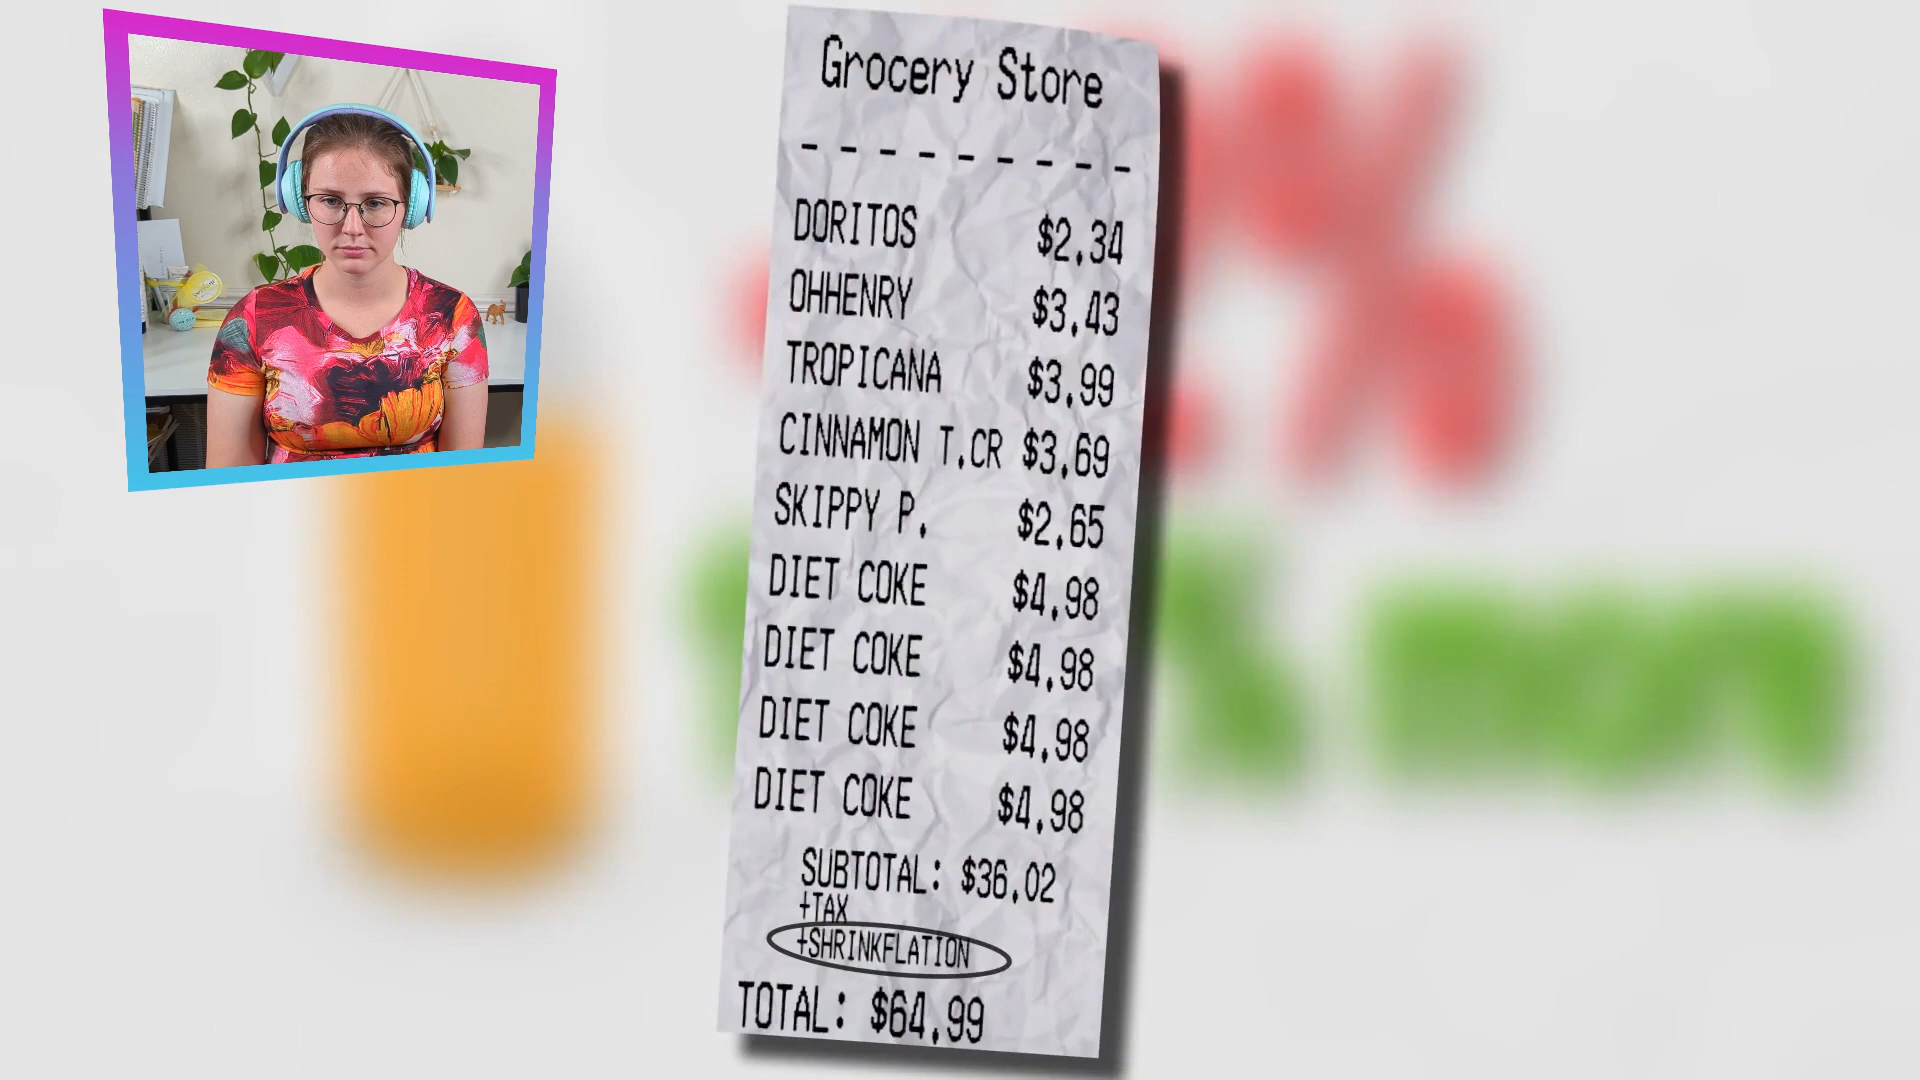 Grocery Store
- - - - - - - - -
DORITOS $2.34
OHHENRY $3.43
TROPICANA $3.99
CINNAMON T.CR $3.69
SKIPPY P. $2.65
DIET COKE $4.98
DIET COKE $4.98
DIET COKE $4.98
DIET COKE $4.98
SUBTOTAL: $36.02
+TAX
+SHRINKFLATION
TOTAL: $64.99